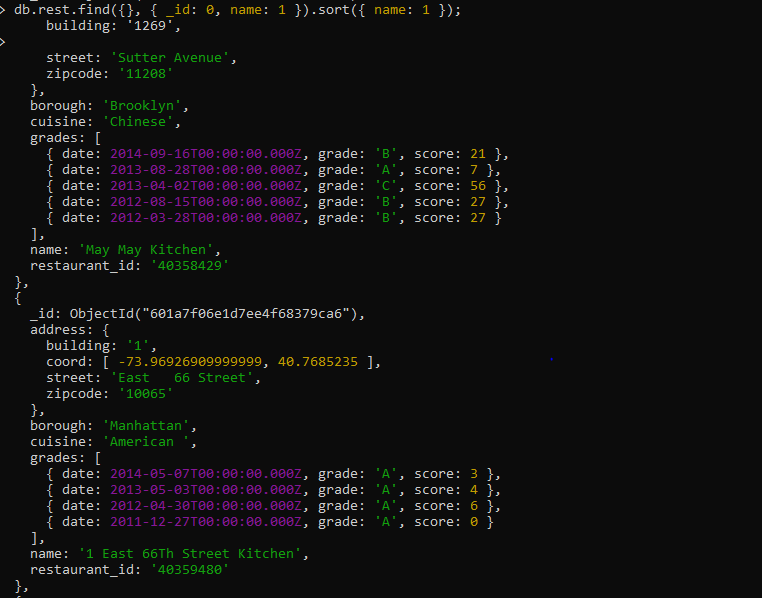 > db.rest.find({}, { _id: 0, name: 1 }).sort({ name: 1 });
    building: '1269',
>
    street: 'Sutter Avenue',
    zipcode: '11208'
  },
  borough: 'Brooklyn',
  cuisine: 'Chinese',
  grades: [
    { date: 2014-09-16T00:00:00.000Z, grade: 'B', score: 21 },
    { date: 2013-08-28T00:00:00.000Z, grade: 'A', score: 7 },
    { date: 2013-04-02T00:00:00.000Z, grade: 'C', score: 56 },
    { date: 2012-08-15T00:00:00.000Z, grade: 'B', score: 27 },
    { date: 2012-03-28T00:00:00.000Z, grade: 'B', score: 27 }
  ],
  name: 'May May Kitchen',
  restaurant_id: '40358429'
},
{
  _id: ObjectId("601a7f06e1d7ee4f68379ca6"),
  address: {
    building: '1',
    coord: [ -73.96926909999999, 40.7685235 ],
    street: 'East   66 Street',
    zipcode: '10065'
  },
  borough: 'Manhattan',
  cuisine: 'American ',
  grades: [
    { date: 2014-05-07T00:00:00.000Z, grade: 'A', score: 3 },
    { date: 2013-05-03T00:00:00.000Z, grade: 'A', score: 4 },
    { date: 2012-04-30T00:00:00.000Z, grade: 'A', score: 6 },
    { date: 2011-12-27T00:00:00.000Z, grade: 'A', score: 0 }
  ],
  name: '1 East 66Th Street Kitchen',
  restaurant_id: '40359480'
},